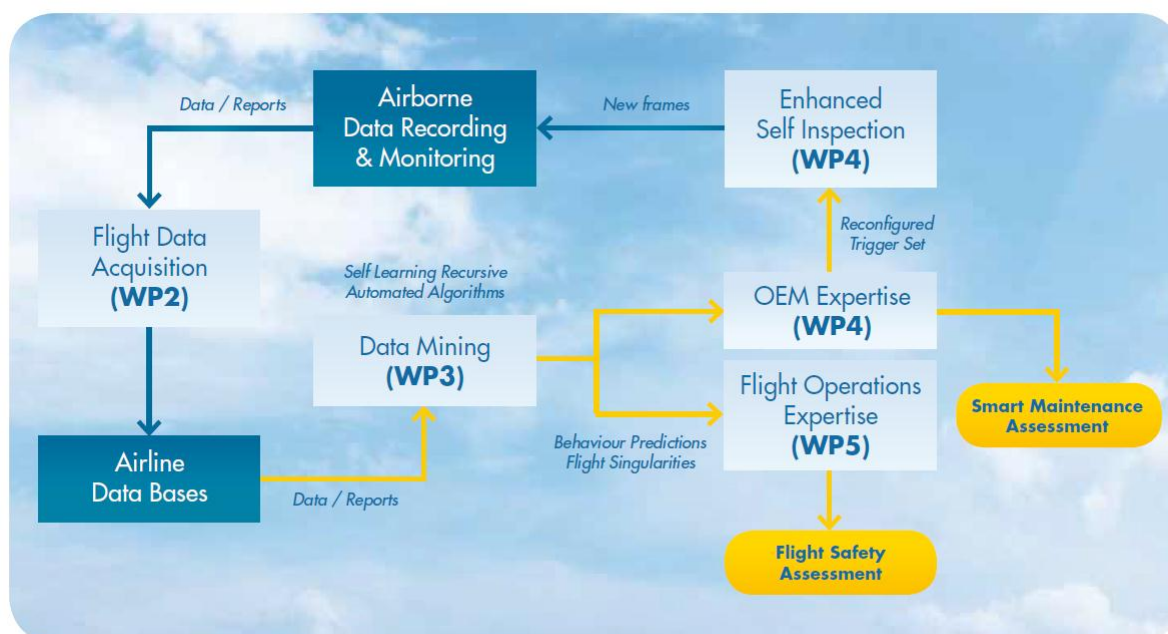 Data / Reports
Airborne
Data Recording
& Monitoring
New frames
Enhanced
Self Inspection
(WP4)
Flight Data
Acquisition
(WP2)
Reconfigured
Trigger Set
Self Learning Recursive
Automated Algorithms
OEM Expertise
(WP4)
Data Mining
(WP3)
Flight Operations
Expertise
(WP5)
Smart Maintenance
Assessment
Behaviour Predictions
Flight Singularities
Airline
Data Bases
Data / Reports
Flight Safety
Assessment